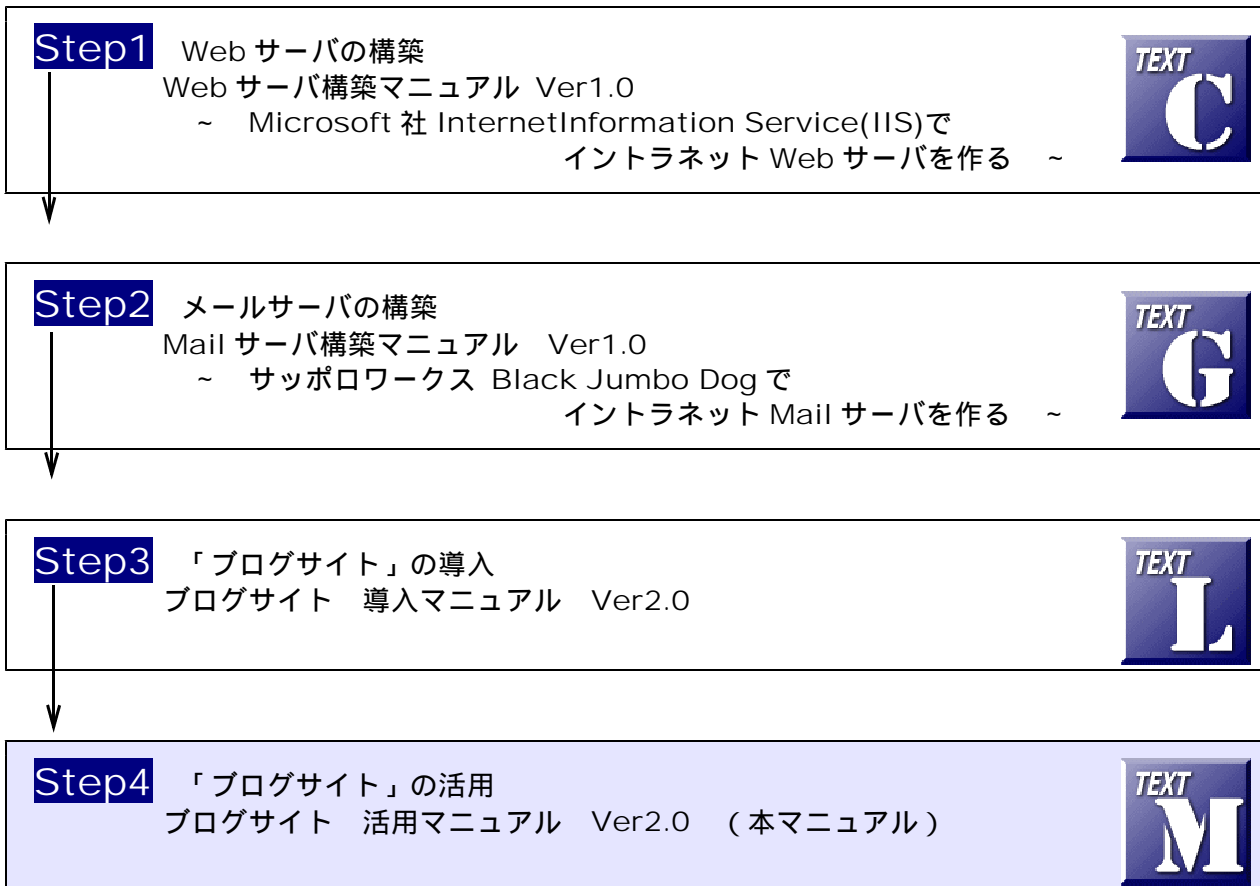 Step1 Web サーバの構築
Web サーバ構築マニュアル Ver1.0
~ Microsoft 社 InternetInformation Service(IIS)で
イントラネット Web サーバを作る ~
TEXT
C
Step2 メールサーバの構築
Mail サーバ構築マニュアル Ver1.0
~ サッポロワークス Black Jumbo Dog で
イントラネット Mail サーバを作る ~
TEXT
G
Step3 「ブログサイト」の導入
ブログサイト 導入マニュアル Ver2.0
TEXT
L
Step4 「ブログサイト」の活用
ブログサイト 活用マニュアル Ver2.0 (本マニュアル)
TEXT
M